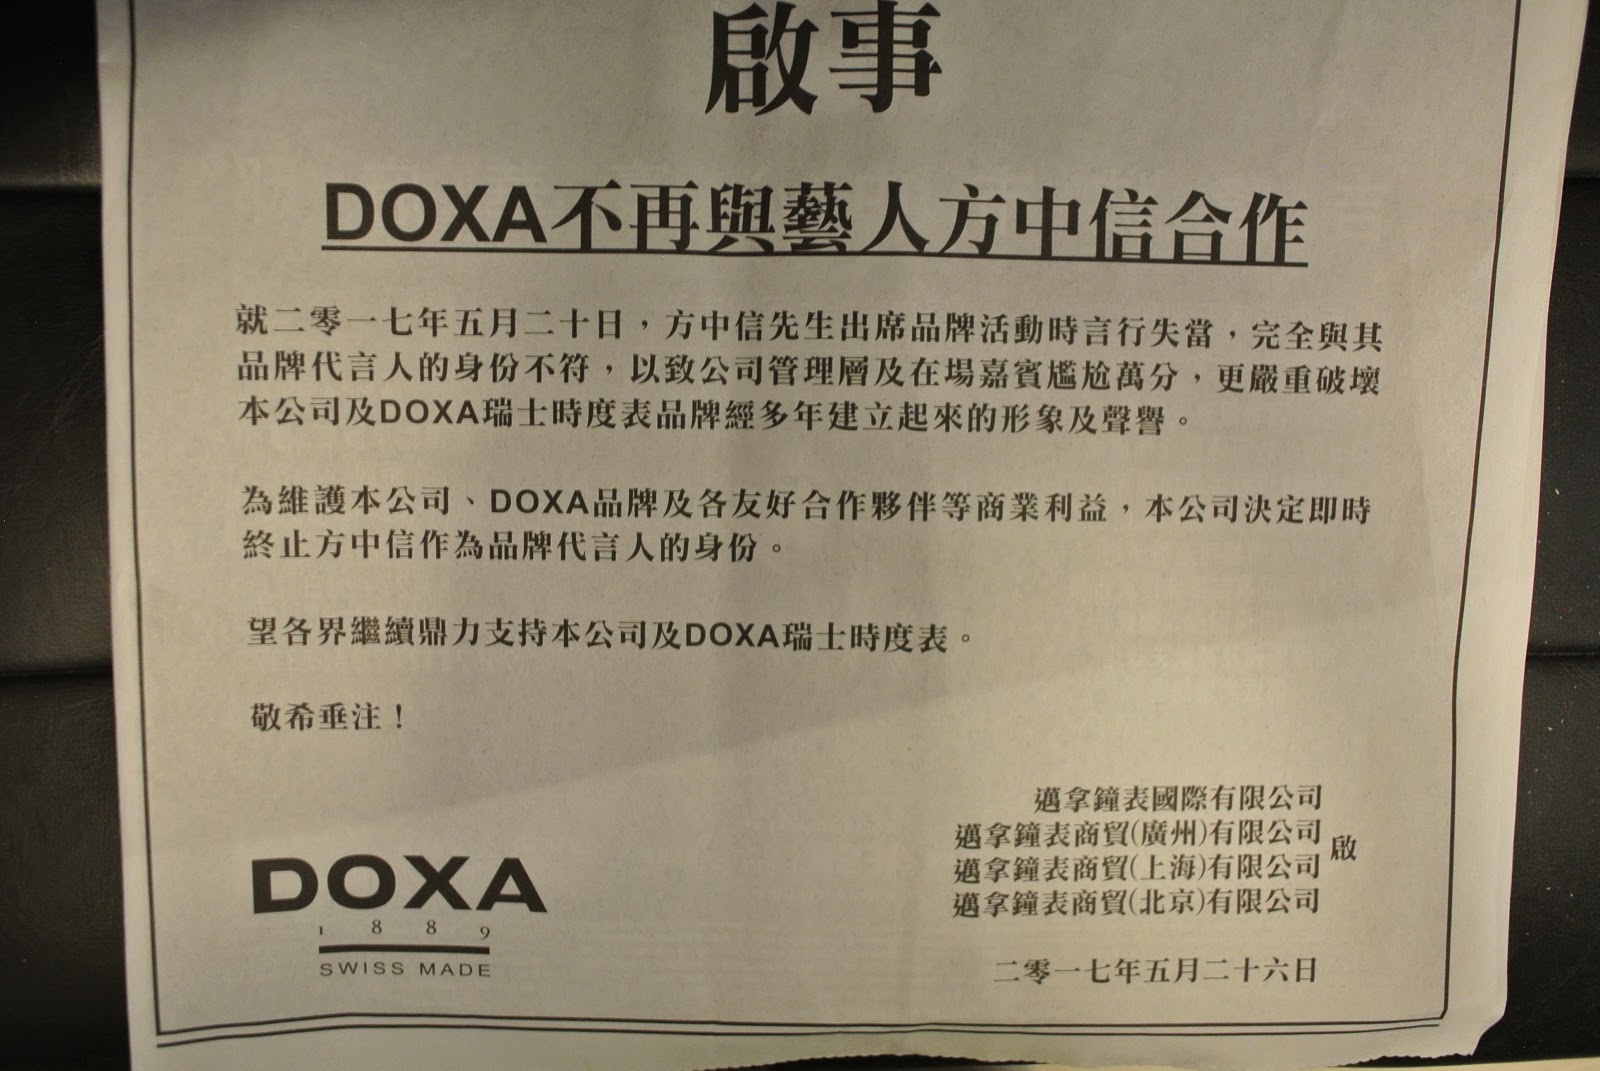 啟事
DOXA不再與藝人方中信合作
就二零一七年五月二十日，方中信先生出席品牌活動時言行失當，完全與其
品牌代言人的身份不符，以致公司管理層及在場嘉賓尷尬萬分，更嚴重破壞
本公司及DOXA瑞士時度表品牌經多年建立起來的形象及聲譽。
為維護本公司、DOXA品牌及各友好合作夥伴等商業利益，本公司決定即時
終止方中信作為品牌代言人的身份。
望各界繼續鼎力支持本公司及DOXA瑞士時度表。
敬希垂注！
邁拿鐘表國際有限公司
邁拿鐘表商貿(廣州)有限公司
邁拿鐘表商貿(上海)有限公司
邁拿鐘表商貿(北京)有限公司
啟
二零一七年五月二十六日
DOXA
1889
SWISS MADE